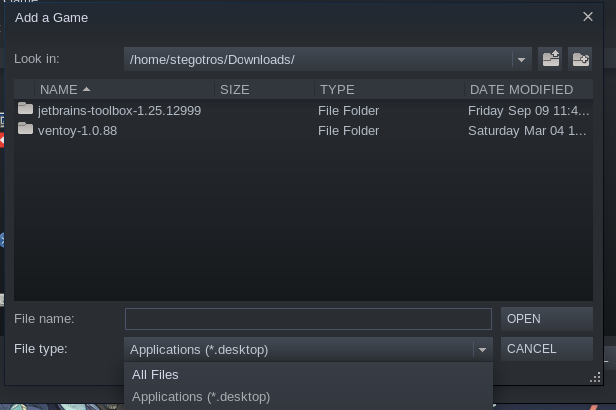 Add a Game
Look in: /home/stegotros/Downloads/
NAME SIZE TYPE DATE MODIFIED
jetbrains-toolbox-1.25.12999 File Folder Friday Sep 09 11:4...
ventoy-1.0.88 File Folder Saturday Mar 04 1...
File name: OPEN
File type: Applications (*.desktop) CANCEL
All Files
Applications (*.desktop)